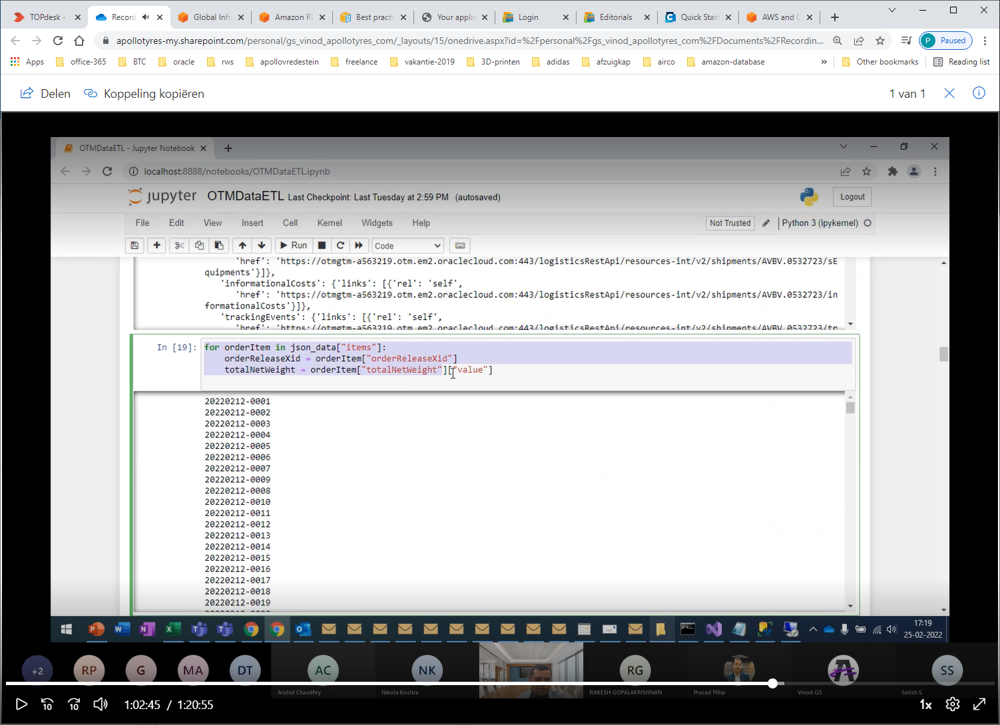 TOPdesk -
Record
Global Infr
Amazon R
Best practi
Your applic
Login
Editorials
Quick Start
AWS and C
apollotyres-my.sharepoint.com/personal/gs_vinod_apollotyres_com/_layouts/15/onedrive.aspx?id=%2Fpersonal%2Fgs_vinod_apollotyres_com%2FDocuments%2FRecordin...
P Paused
Apps office-365 BTC oracle rws apollovredestein freelance vakantie-2019 3D-printen adidas afzuigkap airco amazon-database » Other bookmarks Reading list
Delen Koppeling kopiëren 1 van 1
OTMDataETL - Jupyter Notebook
localhost:8888/notebooks/OTMDataETL.ipynb
jupyter OTMDataETL Last Checkpoint: Last Tuesday at 2:59 PM (autosaved) Logout
File Edit View Insert Cell Kernel Widgets Help Not Trusted Python 3 (ipykernel)
Run Code
'href': 'https://otmgtm-a563219.otm.em2.oraclecloud.com:443/logisticsRestApi/resources-int/v2/shipments/AVBV.0532723/sE
quipments'}]},
'informationalCosts': {'links': [{'rel': 'self',
'href': 'https://otmgtm-a563219.otm.em2.oraclecloud.com:443/logisticsRestApi/resources-int/v2/shipments/AVBV.0532723/in
formationalCosts'}]},
'trackingEvents': {'links': [{'rel': 'self',
'href': 'https://otmgtm-a563219.otm.em2.oraclecloud.com:443/logisticsRestApi/resources-int/v2/shipments/AVBV.0532723/tr
In [19]: for orderItem in json_data["items"]:
orderReleaseXid = orderItem["orderReleaseXid"]
totalNetWeight = orderItem["totalNetWeight"]["value"]
20220212-0001
20220212-0002
20220212-0003
20220212-0004
20220212-0005
20220212-0006
20220212-0007
20220212-0009
20220212-0008
20220212-0010
20220212-0011
20220212-0012
20220212-0013
20220212-0014
20220212-0015
20220212-0016
20220212-0017
20220212-0018
20220212-0019
17:19
25-02-2022
+2 RP G MA DT AC NK RG SS
Anshul Chaudhry Nikola Kostira RAKESH GOPALAKRISHNAN Prasad Pillai Vinod GS Satish S
10 10 1:02:45 / 1:20:55 1x